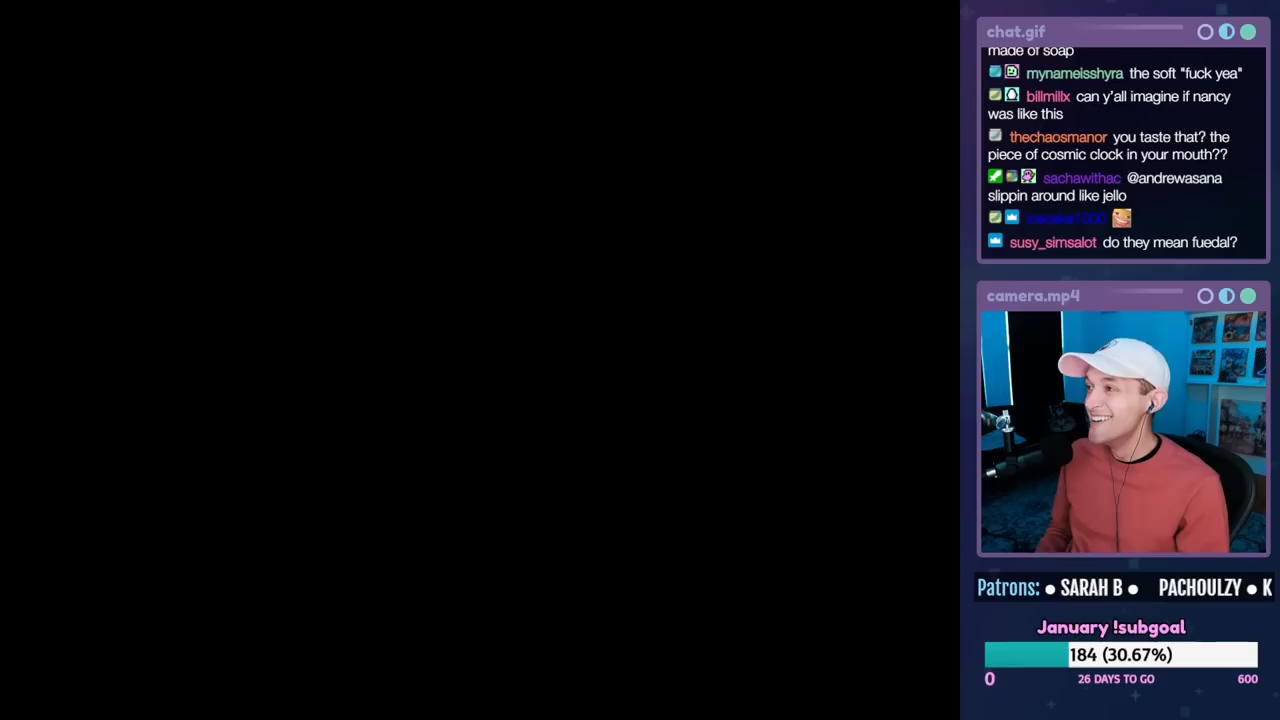 chat.gif
made of soap
mynameisshyra the soft "fuck yea"
billmillx can y'all imagine if nancy
was like this
thechaosmanor you taste that? the
piece of cosmic clock in your mouth??
sachawithac @andrewasana
slippin around like jello
susy_simsalot do they mean fuedal?
camera.mp4
Patrons: ● SARAH B ● PACHOULZY ● K
January !subgoal
184 (30.67%)
0 26 DAYS TO GO 600